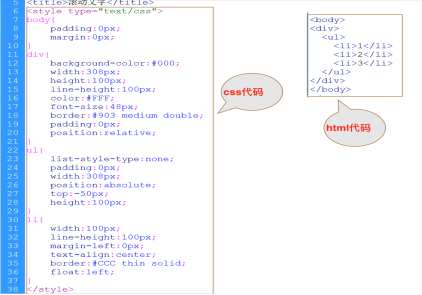 5 <title>滚动文字</title>
6 <style type="text/css">
7 body{
8 padding:0px;
9 margin:0px;
10 }
11 div{
12 background-color:#000;
13 width:308px;
14 height:100px;
15 line-height:100px;
16 color:#FFF;
17 font-size:48px;
18 border:#903 medium double;
19 padding:0px;
20 position:relative;
21 }
22 ul{
23 list-style-type:none;
24 padding:0px;
25 width:308px;
26 position:absolute;
27 top:-50px;
28 height:100px;
29 }
30 li{
31 width:100px;
32 line-height:100px;
33 margin-left:0px;
34 text-align:center;
35 border:#CCC thin solid;
36 float:left;
37 }
38 </style>
css代码
<body>
<div>
<ul>
<li>1</li>
<li>2</li>
<li>3</li>
</ul>
</div>
</body>
html代码